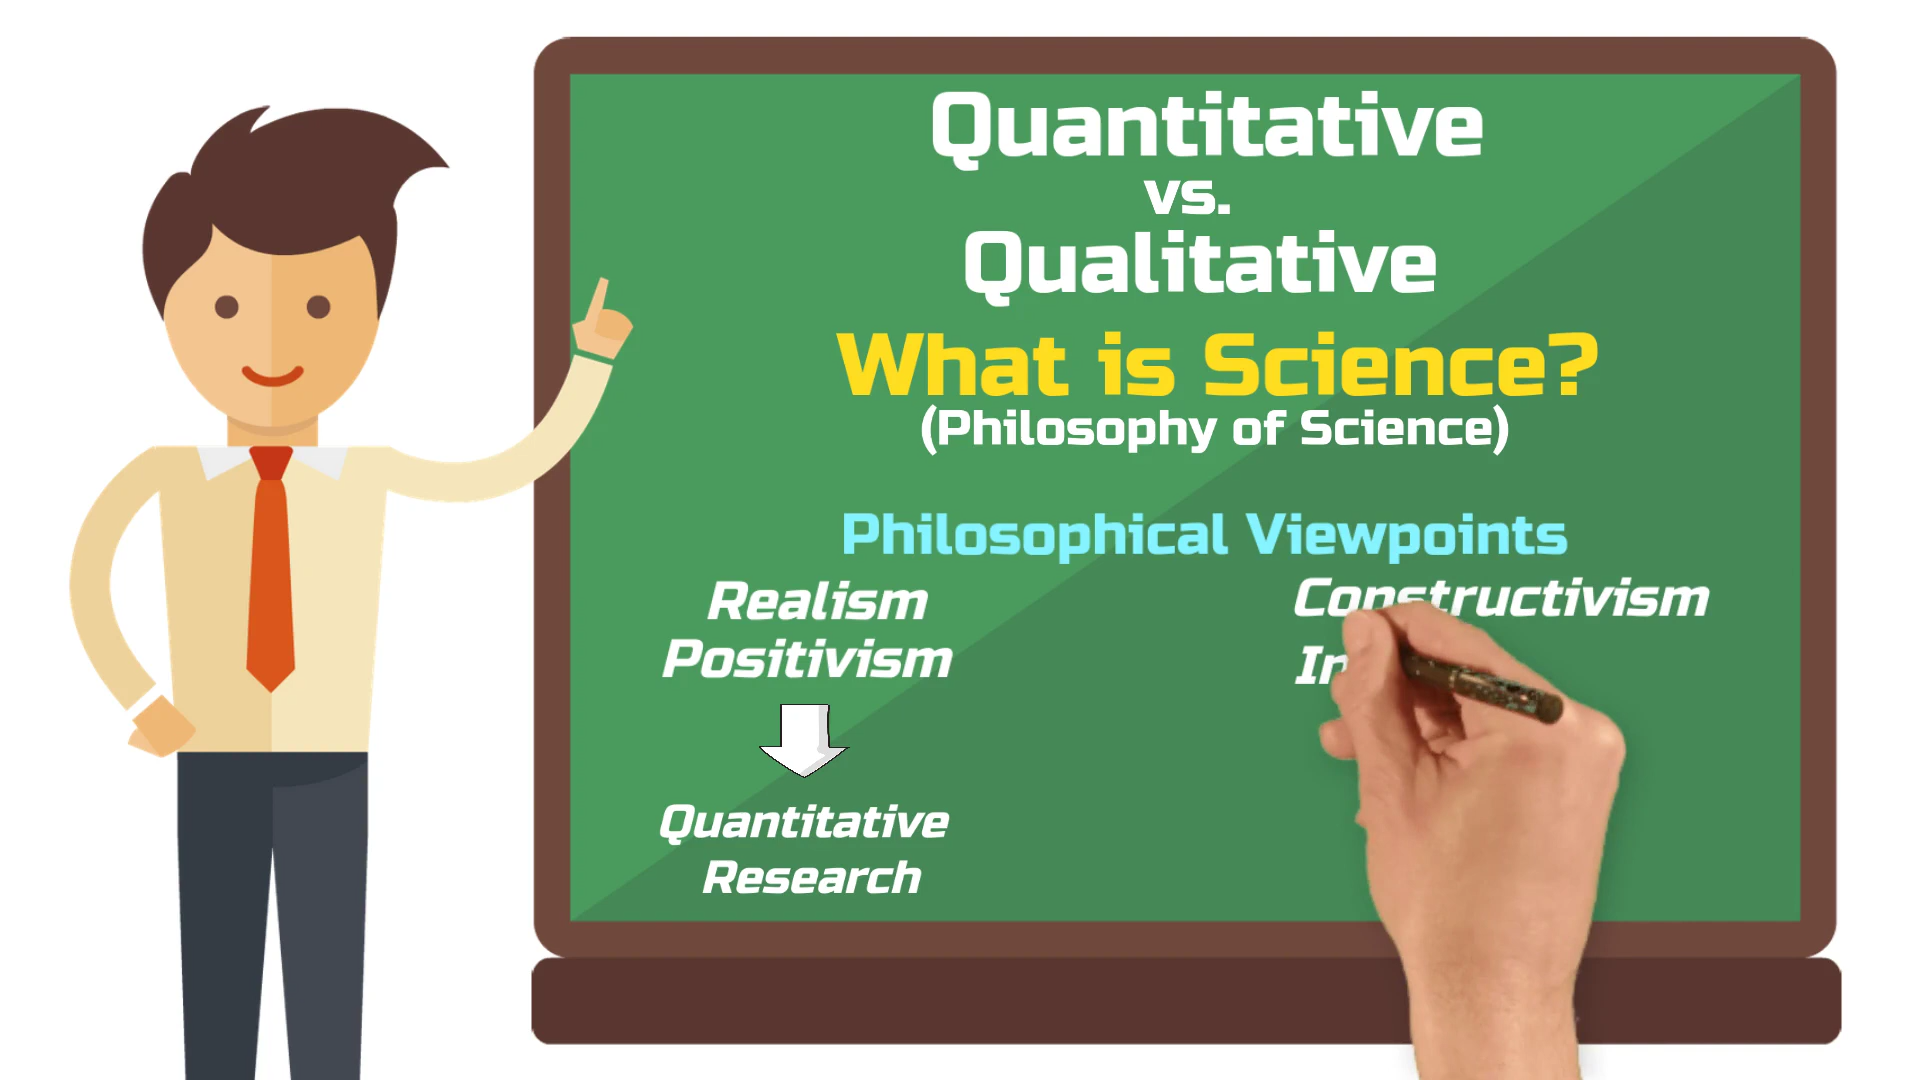 Quantitative
vs.
Qualitative
What is Science?
(Philosophy of Science)
Philosophical Viewpoints
Realism
Positivism
Quantitative
Research
Constructivism